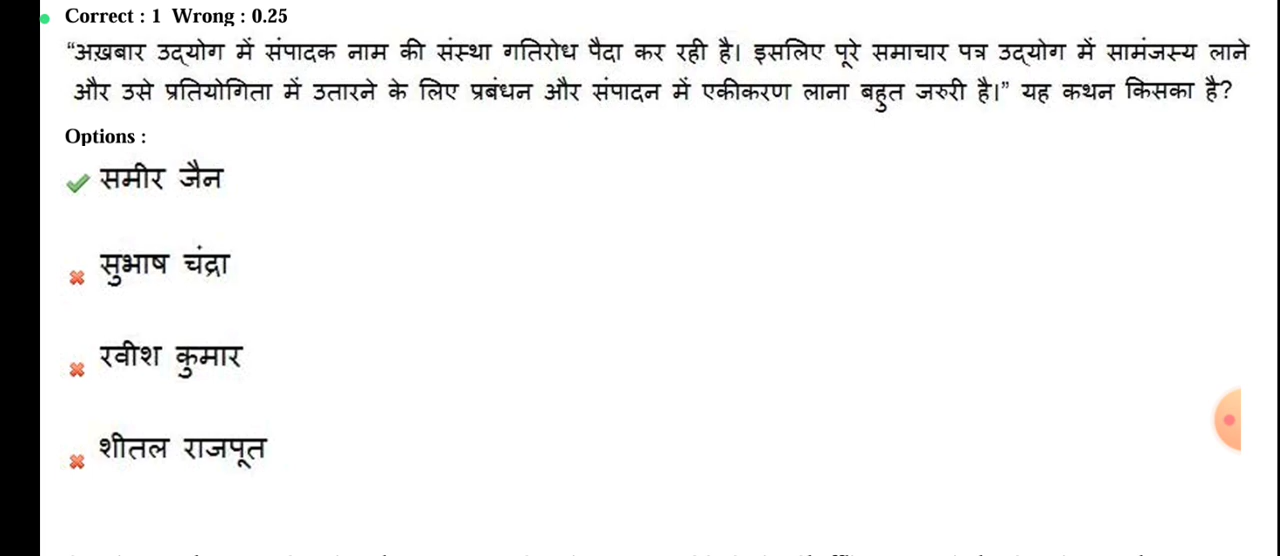 Correct : 1 Wrong : 0.25
“अख़बार उद्योग में संपादक नाम की संस्था गतिरोध पैदा कर रही है। इसलिए पूरे समाचार पत्र उद्योग में सामंजस्य लाने
और उसे प्रतियोगिता में उतारने के लिए प्रबंधन और संपादन में एकीकरण लाना बहुत जरुरी है।” यह कथन किसका है?
Options :
समीर जैन
सुभाष चंद्रा
रवीश कुमार
शीतल राजपूत